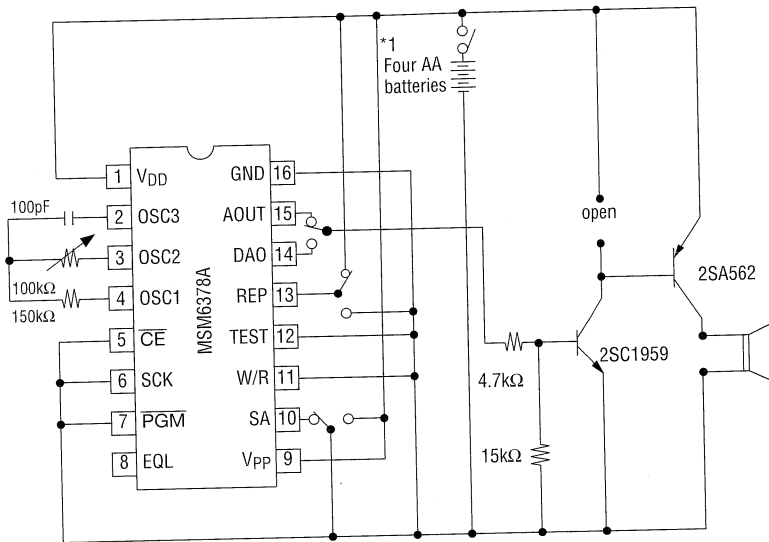 *1
Four AA
batteries
open
1
VDD
GND
16
100pF
2
OSC3
AOUT
15
3
OSC2
DAO
14
100kΩ
150kΩ
4
OSC1
REP
13
MSM6378A
5
CE
TEST
12
6
SCK
W/R
11
7
PGM
SA
10
8
EQL
VPP
9
2SA562
2SC1959
4.7kΩ
15kΩ